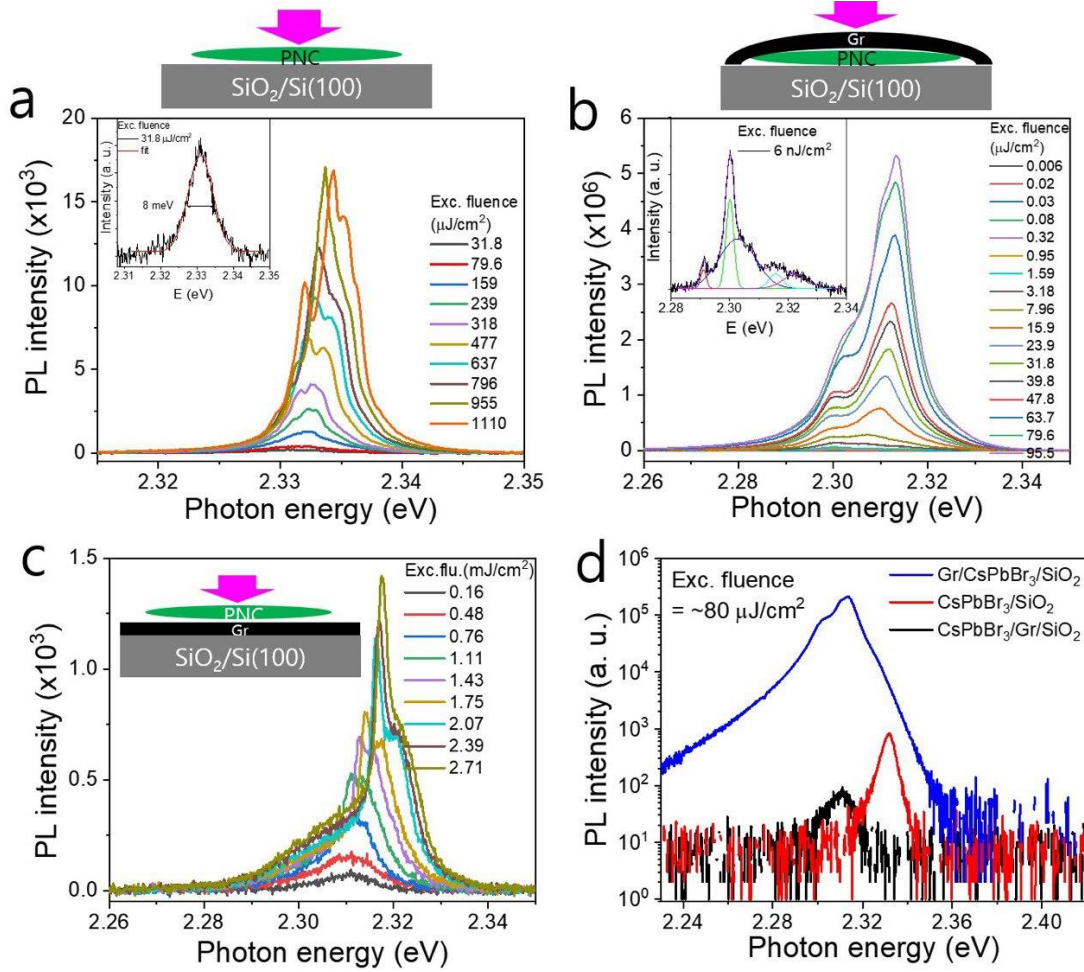 PNC
SiO2/Si(100)
Gr
PNC
SiO2/Si(100)
a
Exc. fluence
31.8 µJ/cm2
fit
8 meV
Intensity (a. u.)
2.31 2.32 2.33 2.34 2.35
E (eV)
PL intensity (x103)
20
15
10
5
0
2.32 2.33 2.34 2.35
Photon energy (eV)
Exc. fluence
(µJ/cm2)
31.8
79.6
159
239
318
477
637
796
955
1110
b
Exc. fluence
6 nJ/cm2
Intensity (a. u.)
2.28 2.30 2.32 2.34
E (eV)
PL intensity (x106)
6
5
4
3
2
1
0
2.26 2.28 2.30 2.32 2.34
Photon energy (eV)
Exc. fluence
(µJ/cm2)
0.006
0.02
0.03
0.08
0.32
0.95
1.59
3.18
7.96
15.9
23.9
31.8
39.8
47.8
63.7
79.6
95.5
c
PNC
Gr
SiO2/Si(100)
PL intensity (x103)
1.5
1.0
0.5
0.0
2.26 2.28 2.30 2.32 2.34
Photon energy (eV)
Exc.flu.(mJ/cm2)
0.16
0.48
0.76
1.11
1.43
1.75
2.07
2.39
2.71
d
Exc. fluence
= ~80 µJ/cm2
Gr/CsPbBr3/SiO2
CsPbBr3/SiO2
CsPbBr3/Gr/SiO2
PL intensity (a. u.)
106
105
104
103
102
101
100
2.24 2.28 2.32 2.36 2.40
Photon energy (eV)